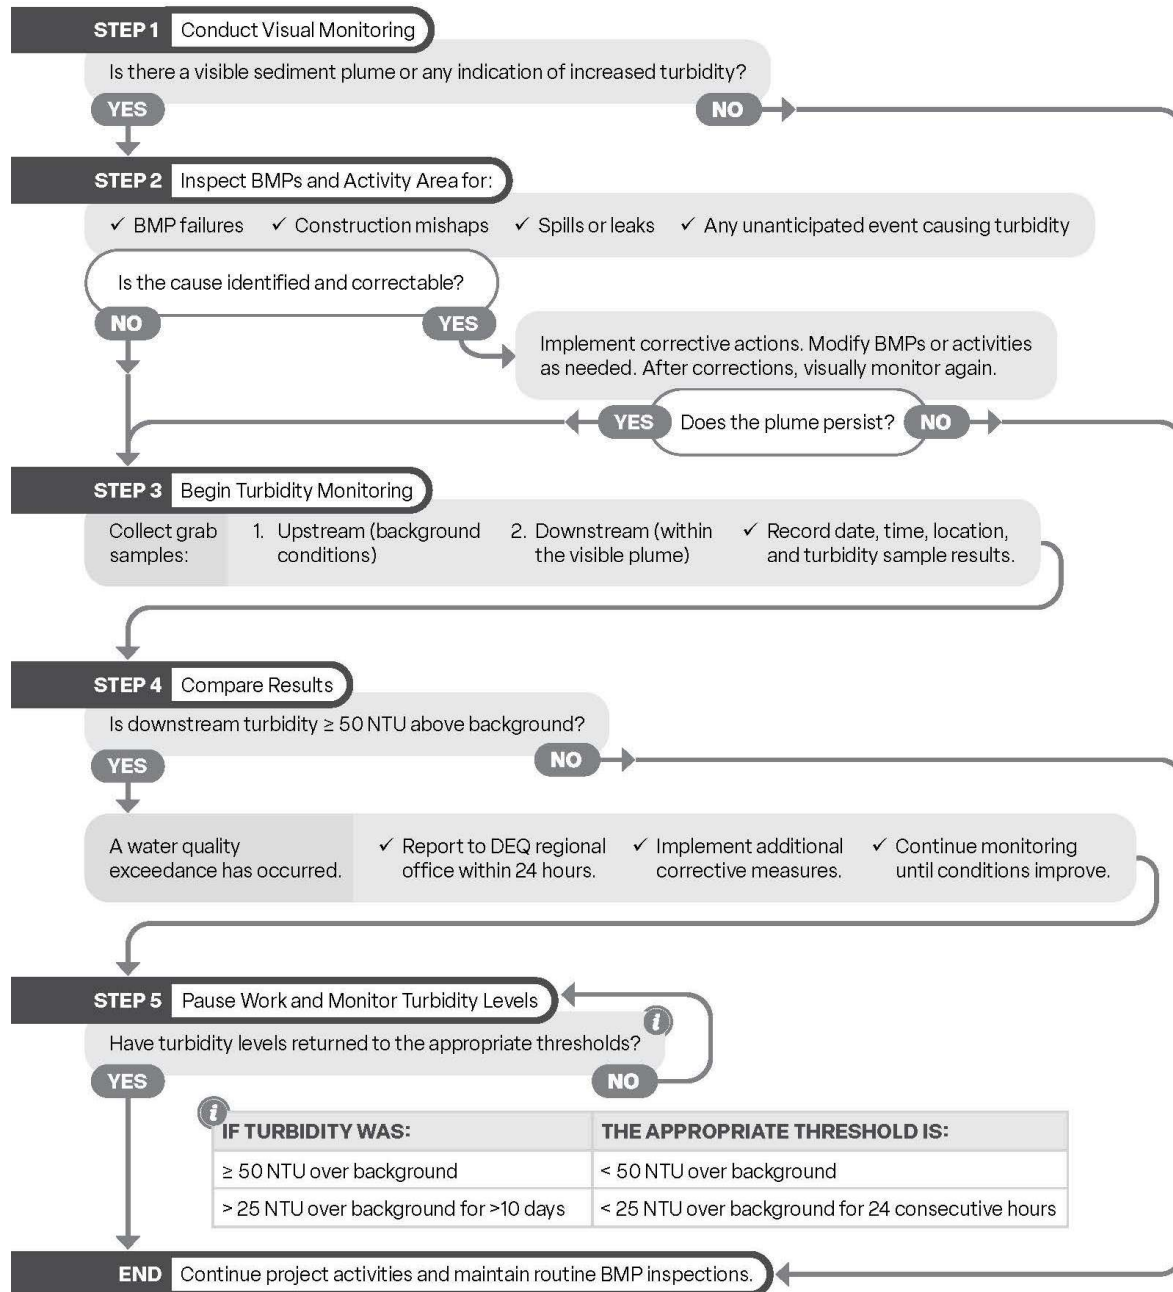 STEP 1 Conduct Visual Monitoring
Is there a visible sediment plume or any indication of increased turbidity?
YES
NO
STEP 2 Inspect BMPs and Activity Area for:
✓ BMP failures ✓ Construction mishaps ✓ Spills or leaks ✓ Any unanticipated event causing turbidity
Is the cause identified and correctable?
NO
YES
Implement corrective actions. Modify BMPs or activities
as needed. After corrections, visually monitor again.
YES Does the plume persist? NO
STEP 3 Begin Turbidity Monitoring
Collect grab
samples:
1. Upstream (background
conditions)
2. Downstream (within
the visible plume)
✓ Record date, time, location,
and turbidity sample results.
STEP 4 Compare Results
Is downstream turbidity ≥ 50 NTU above background?
YES
NO
A water quality
exceedance has occurred.
✓ Report to DEQ regional
office within 24 hours.
✓ Implement additional
corrective measures.
✓ Continue monitoring
until conditions improve.
STEP 5 Pause Work and Monitor Turbidity Levels
i
Have turbidity levels returned to the appropriate thresholds?
YES
NO
i
IF TURBIDITY WAS: THE APPROPRIATE THRESHOLD IS:
≥ 50 NTU over background < 50 NTU over background
> 25 NTU over background for >10 days < 25 NTU over background for 24 consecutive hours
END Continue project activities and maintain routine BMP inspections.